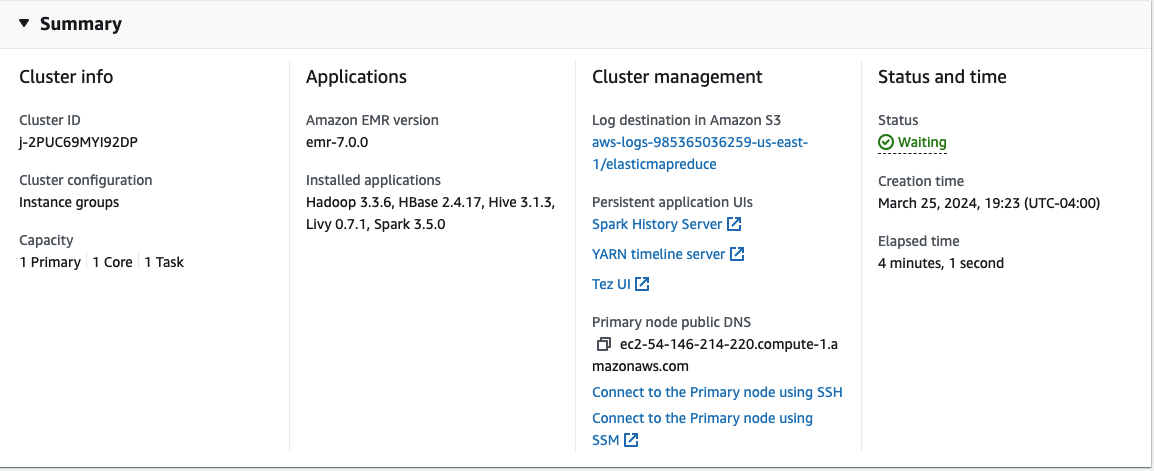 Summary
Cluster info
Cluster ID
j-2PUC69MYI92DP
Cluster configuration
Instance groups
Capacity
1 Primary 1 Core 1 Task
Applications
Amazon EMR version
emr-7.0.0
Installed applications
Hadoop 3.3.6, HBase 2.4.17, Hive 3.1.3,
Livy 0.7.1, Spark 3.5.0
Cluster management
Log destination in Amazon S3
aws-logs-985365036259-us-east-
1/elasticmapreduce
Persistent application UIs
Spark History Server
YARN timeline server
Tez UI
Primary node public DNS
ec2-54-146-214-220.compute-1.a
mazonaws.com
Connect to the Primary node using SSH
Connect to the Primary node using
SSM
Status and time
Status
Waiting
Creation time
March 25, 2024, 19:23 (UTC-04:00)
Elapsed time
4 minutes, 1 second